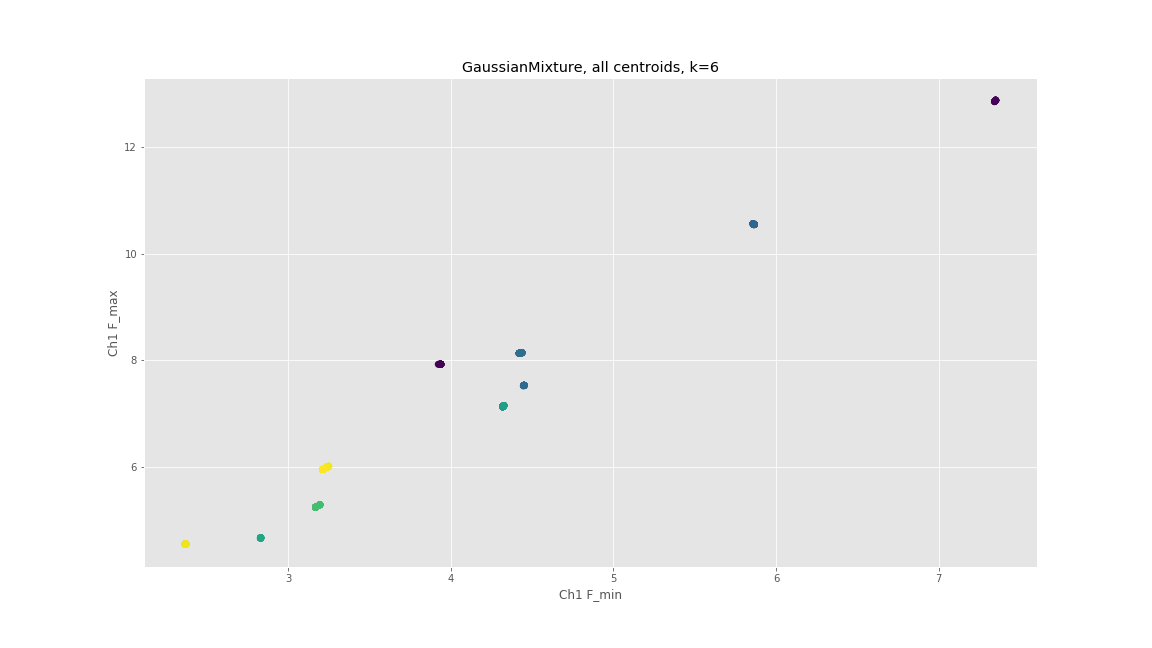 GaussianMixture, all centroids, k=6
12
10
8
6
Ch1 F_max
3 4 5 6 7
Ch1 F_min